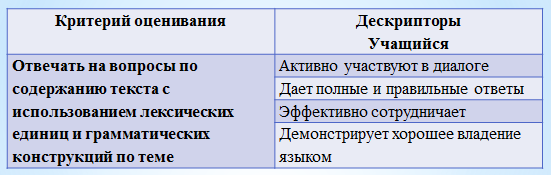 Критерий оценивания
Дескрипторы
Учащийся
Отвечать на вопросы по
содержанию текста с
использованием лексических
единиц и грамматических
конструкций по теме
Активно участвуют в диалоге
Дает полные и правильные ответы
Эффективно сотрудничает
Демонстрирует хорошее владение
языком